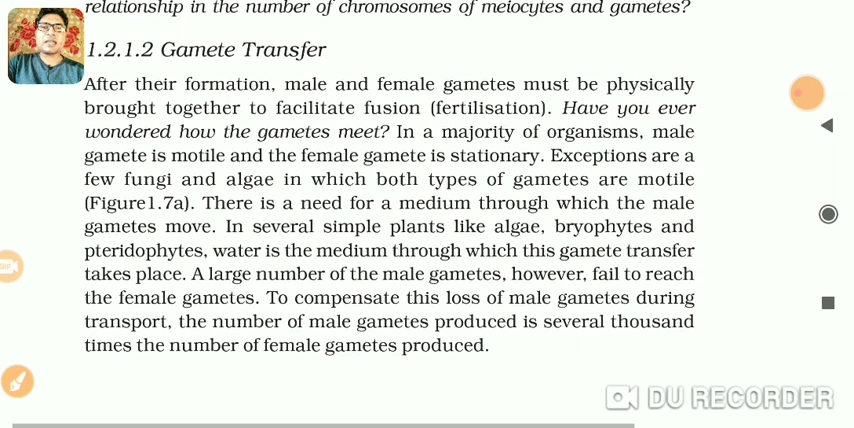 relationship in the number of chromosomes of meiocytes and gametes?
1.2.1.2 Gamete Transfer
After their formation, male and female gametes must be physically
brought together to facilitate fusion (fertilisation). Have you ever
wondered how the gametes meet? In a majority of organisms, male
gamete is motile and the female gamete is stationary. Exceptions are a
few fungi and algae in which both types of gametes are motile
(Figure1.7a). There is a need for a medium through which the male
gametes move. In several simple plants like algae, bryophytes and
pteridophytes, water is the medium through which this gamete transfer
takes place. A large number of the male gametes, however, fail to reach
the female gametes. To compensate this loss of male gametes during
transport, the number of male gametes produced is several thousand
times the number of female gametes produced.
GIF
DU RECORDER